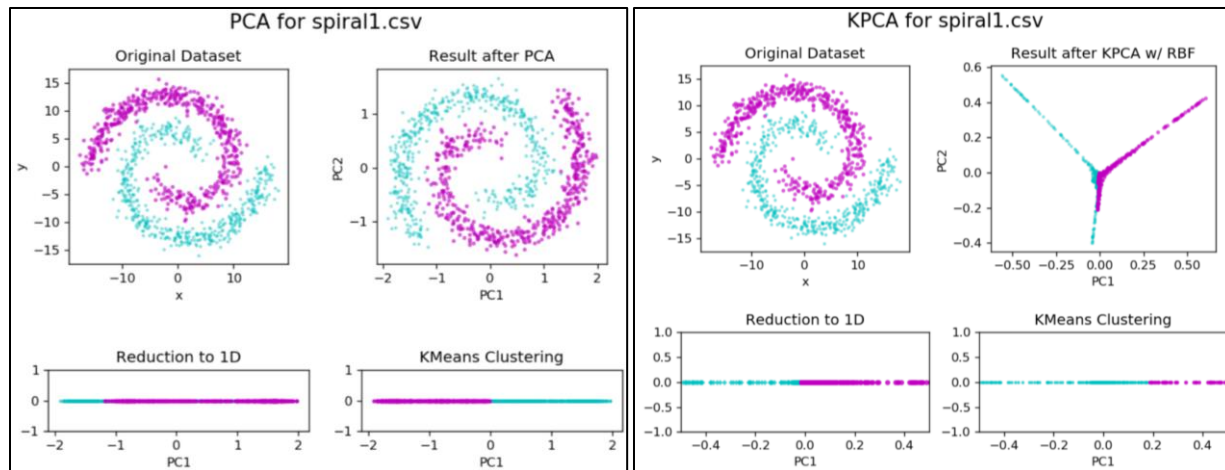 PCA for spiral1.csv
Original Dataset
Result after PCA
y
15
10
5
0
−5
−10
−15
−10 0 10
x
PC2
1
0
−1
−2 −1 0 1 2
PC1
Reduction to 1D
KMeans Clustering
1
0
−1
−2 −1 0 1 2
PC1
1
0
−1
−2 −1 0 1 2
PC1
KPCA for spiral1.csv
Original Dataset
Result after KPCA w/ RBF
y
15
10
5
0
−5
−10
−15
−10 0 10
x
PC2
0.6
0.4
0.2
0.0
−0.2
−0.4
−0.50 −0.25 0.00 0.25 0.50
PC1
Reduction to 1D
KMeans Clustering
1.0
0.5
0.0
−0.5
−1.0
−0.4 −0.2 0.0 0.2 0.4
PC1
1.0
0.5
0.0
−0.5
−1.0
−0.4 −0.2 0.0 0.2 0.4
PC1